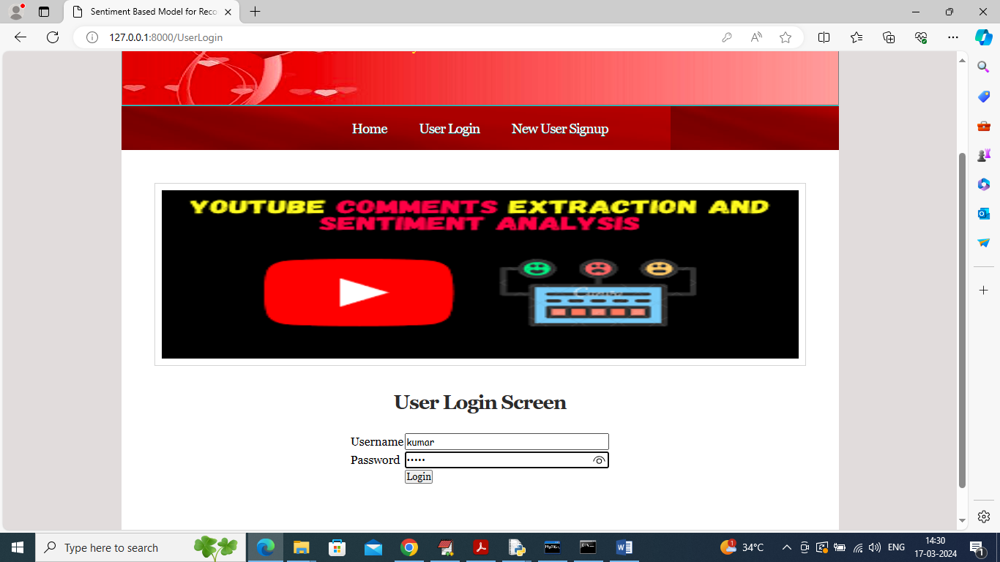 Sentiment Based Model for Reco
127.0.0.1:8000/UserLogin
Home User Login New User Signup
YOUTUBE COMMENTS EXTRACTION AND
SENTIMENT ANALYSIS
User Login Screen
Username kumar
Password •••••
Login
Type here to search
1 34°C ENG 14:30
17-03-2024
1